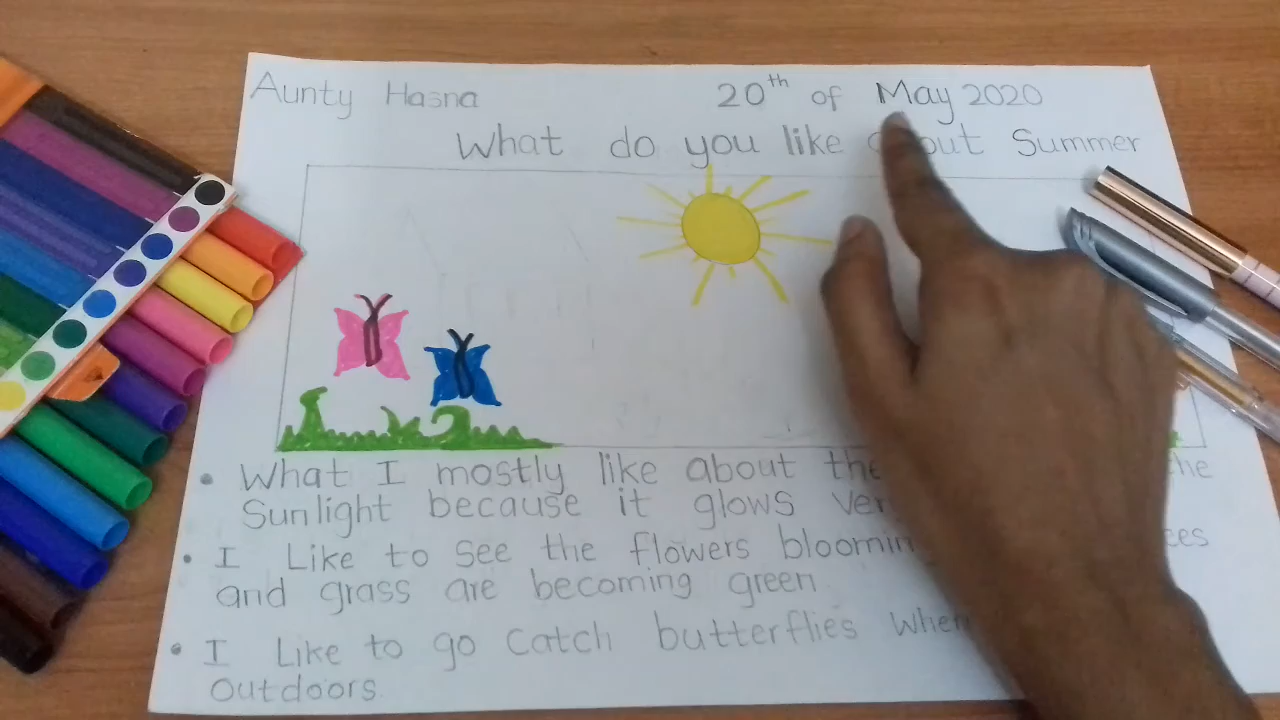 Aunty Hasna
20th of May 2020
What do you like about Summer
• What I mostly like about the
Sunlight because it glows
• I Like to see the flowers
and grass are becoming green
• I Like to go Catch butterflies
Outdoors.